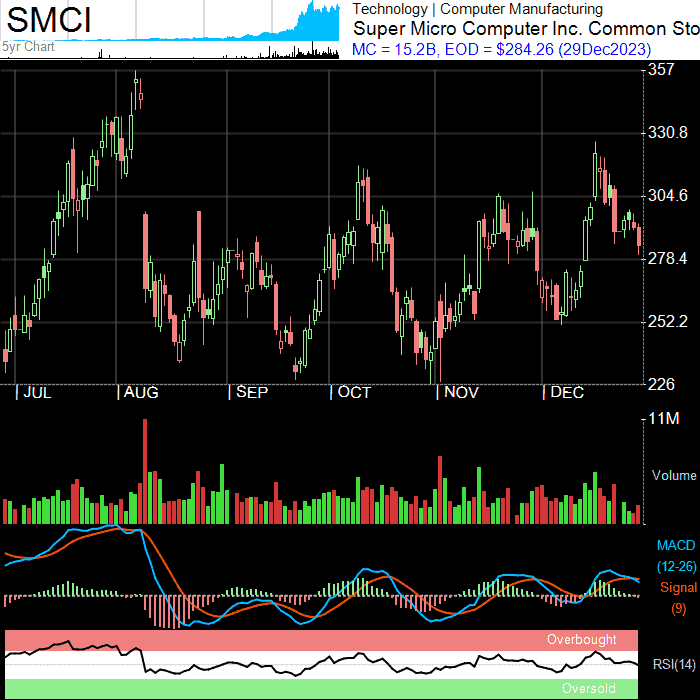 SMCI
5yr Chart
Technology | Computer Manufacturing
Super Micro Computer Inc. Common Sto
MC = 15.2B, EOD = $284.26 (29Dec2023)
357
330.8
304.6
278.4
252.2
226
|JUL |AUG |SEP |OCT |NOV |DEC
11M
Volume
MACD
(12-26)
Signal
(9)
Overbought
RSI(14)
Oversold